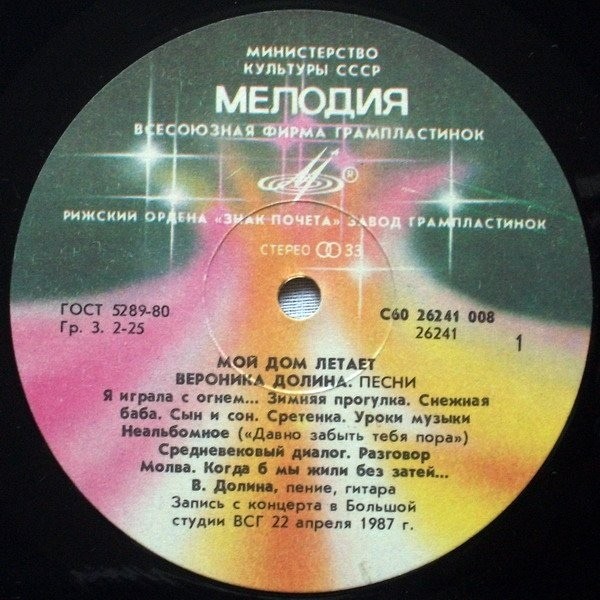 МИНИСТЕРСТВО
КУЛЬТУРЫ СССР
МЕЛОДИЯ
ВСЕСОЮЗНАЯ ФИРМА ГРАМПЛАСТИНОК
®
РИЖСКИЙ ОРДЕНА «ЗНАК ПОЧЕТА» ЗАВОД ГРАМПЛАСТИНОК
СТЕРЕО 33
ГОСТ 5289-80
Гр. 3. 2-25
С60 26241 008
26241
1
МОЙ ДОМ ЛЕТАЕТ
ВЕРОНИКА ДОЛИНА. ПЕСНИ
Я играла с огнем... Зимняя прогулка. Снежная
баба. Сын и сон. Сретенка. Уроки музыки
Неальбомное («Давно забыть тебя пора»)
Средневековый диалог. Разговор
Молва. Когда б мы жили без затей...
В. Долина, пение, гитара
Запись с концерта в Большой
студии ВСГ 22 апреля 1987 г.